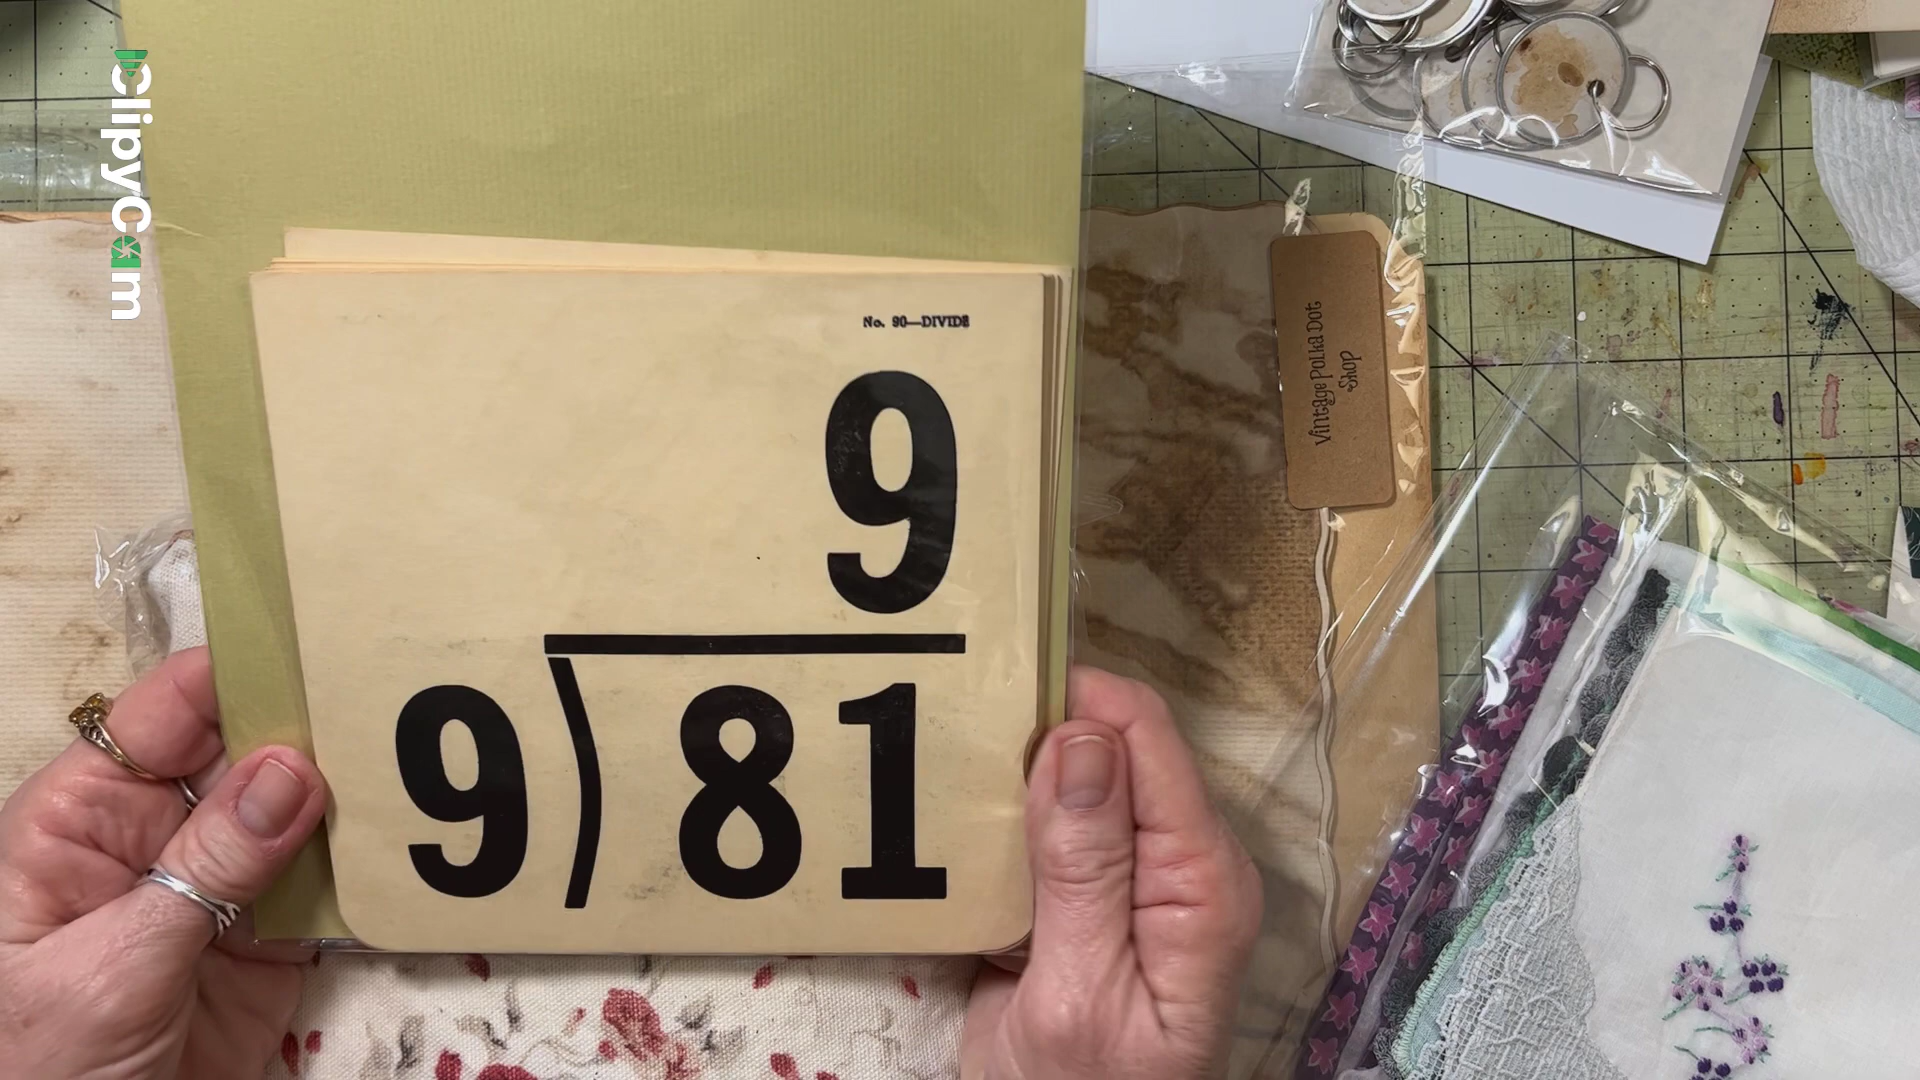 clipycam
No. 90—DIVIDE
9
9)81
Vintage Polka Dot
Shop